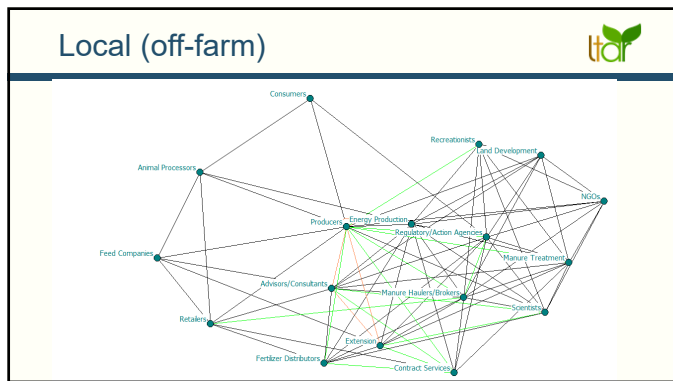 Local (off-farm)
ltar
Consumers
Recreationists
Land Development
Animal Processors
NGOs
Producers
Energy Production
Regulatory/Action Agencies
Feed Companies
Manure Treatment
Advisors/Consultants
Manure Haulers/Brokers
Scientists
Retailers
Extension
Fertilizer Distributors
Contract Services